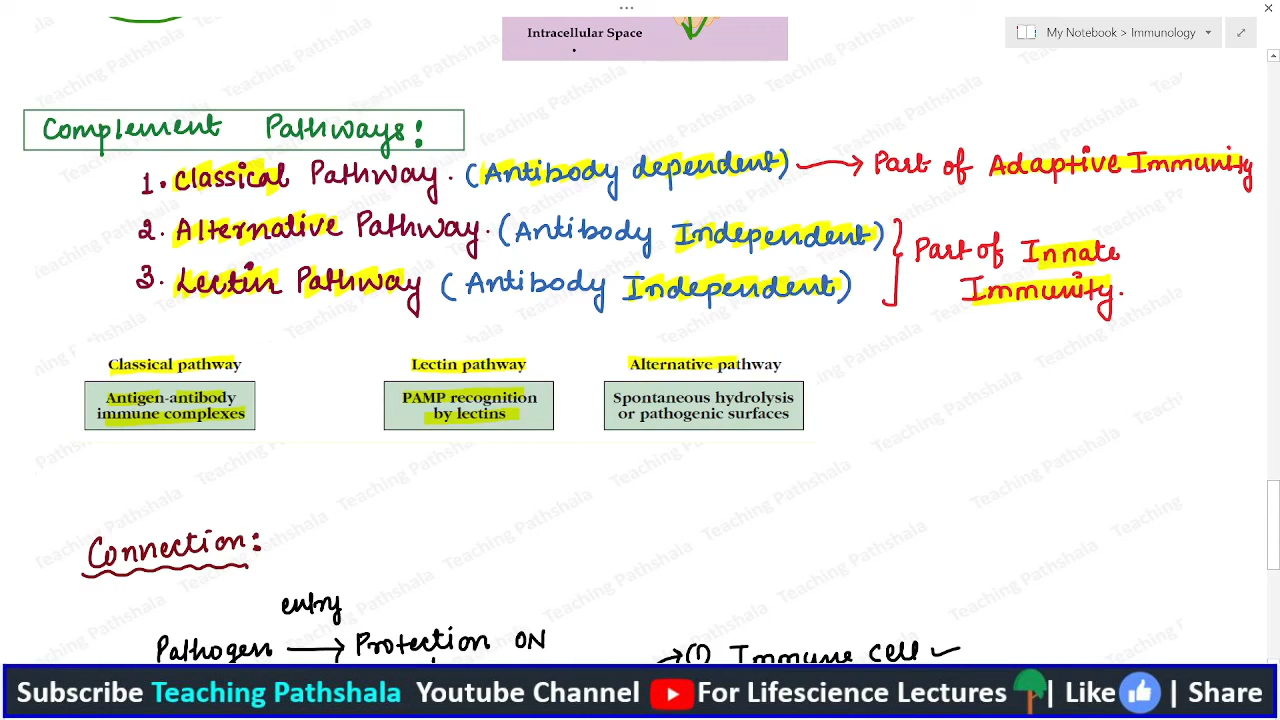 Intracellular Space
My Notebook > Immunology
Complement Pathways:
1. Classical Pathway. (Antibody dependent) → Part of Adaptive Immunity
2. Alternative Pathway. (Antibody Independent)
3. Lectin Pathway (Antibody Independent)
Part of Innate
Immunity.
Classical pathway
Antigen-antibody
immune complexes
Lectin pathway
PAMP recognition
by lectins
Alternative pathway
Spontaneous hydrolysis
or pathogenic surfaces
Connection:
entry
Pathogen → Protection ON
→ (1) Immune cell ✓
Subscribe Teaching Pathshala Youtube Channel For Lifescience Lectures | Like | Share
Teaching Pathshala